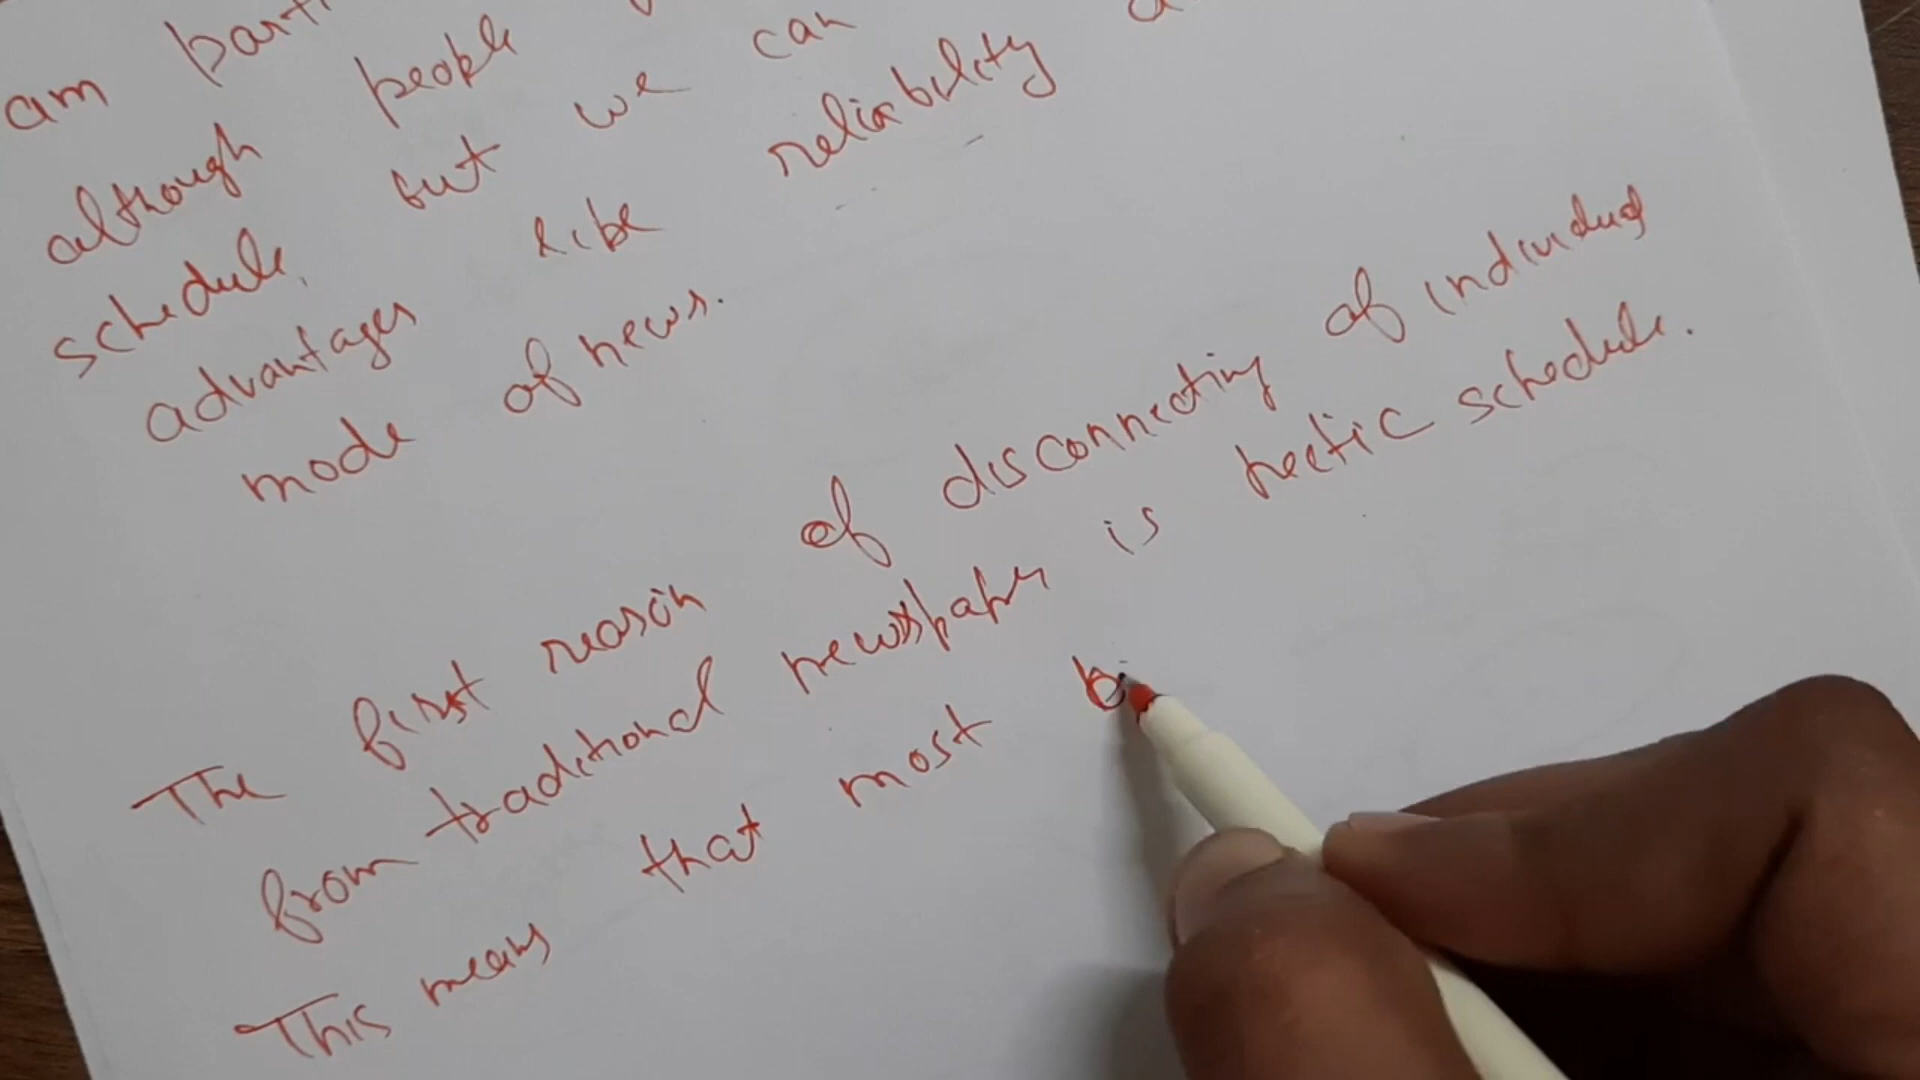 am
although people
schedule, but we can
advantages like reliability
mode of news.
The first reason of disconnecting of individual
from traditional newspaper is hectic schedule.
This means that most